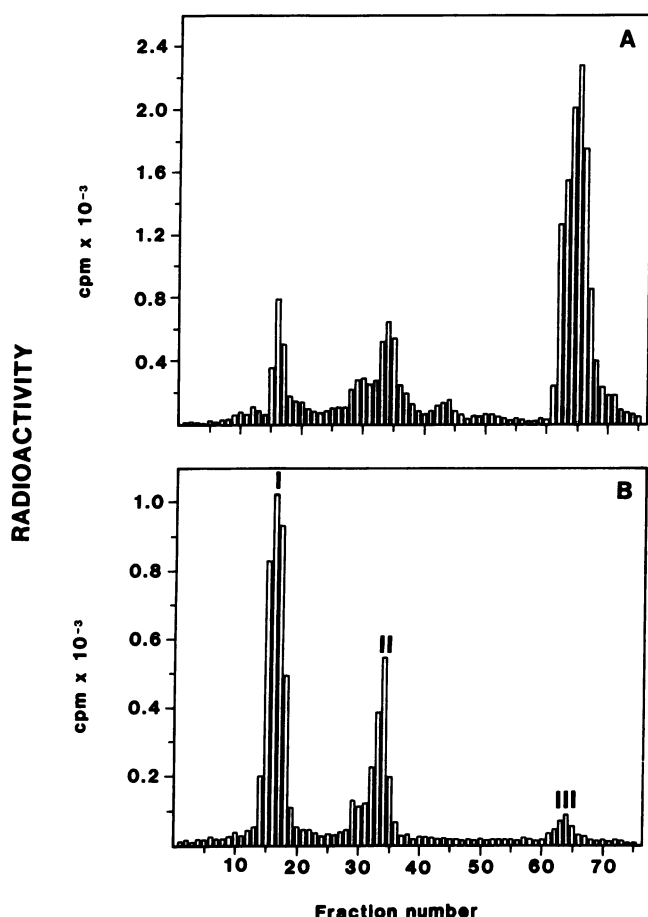 RADIOACTIVITY
A
cpm x 10⁻³
2.4
2.0
1.6
1.2
0.8
0.4
B
cpm x 10⁻³
1.0
0.8
0.6
0.4
0.2
I
II
III
10 20 30 40 50 60 70
Fraction number